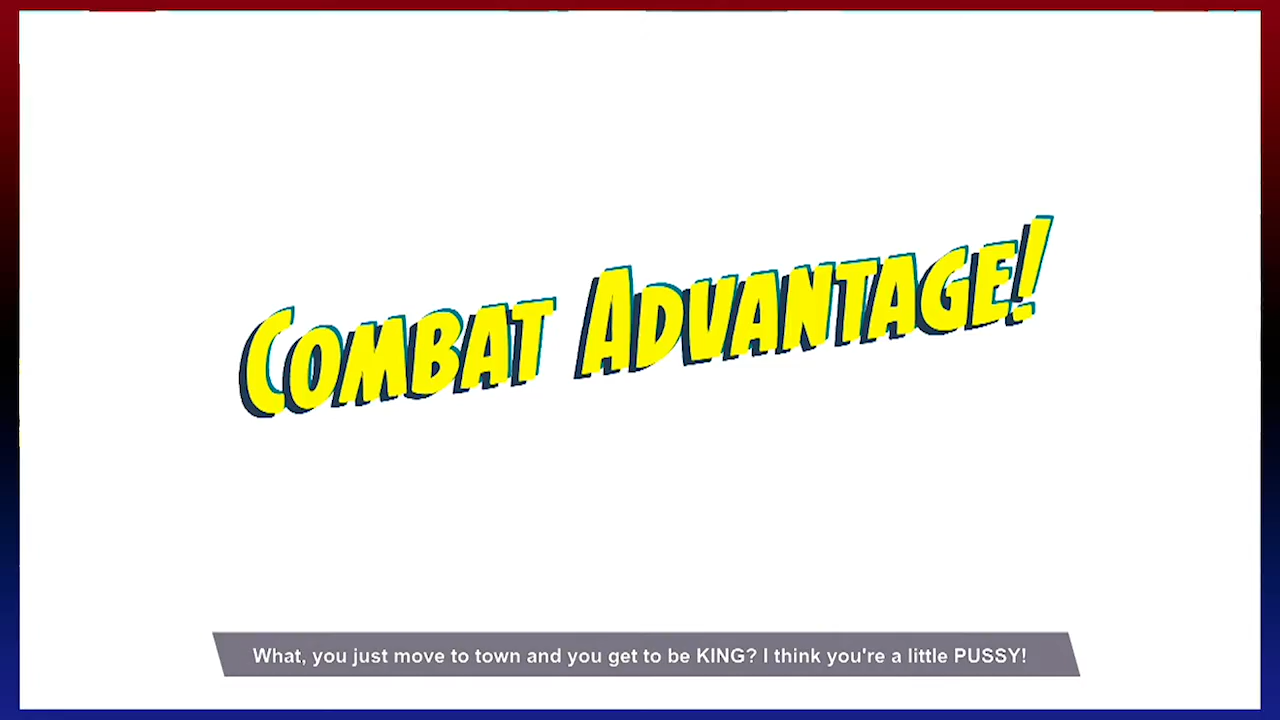 COMBAT ADVANTAGE!
What, you just move to town and you get to be KING? I think you're a little PUSSY!